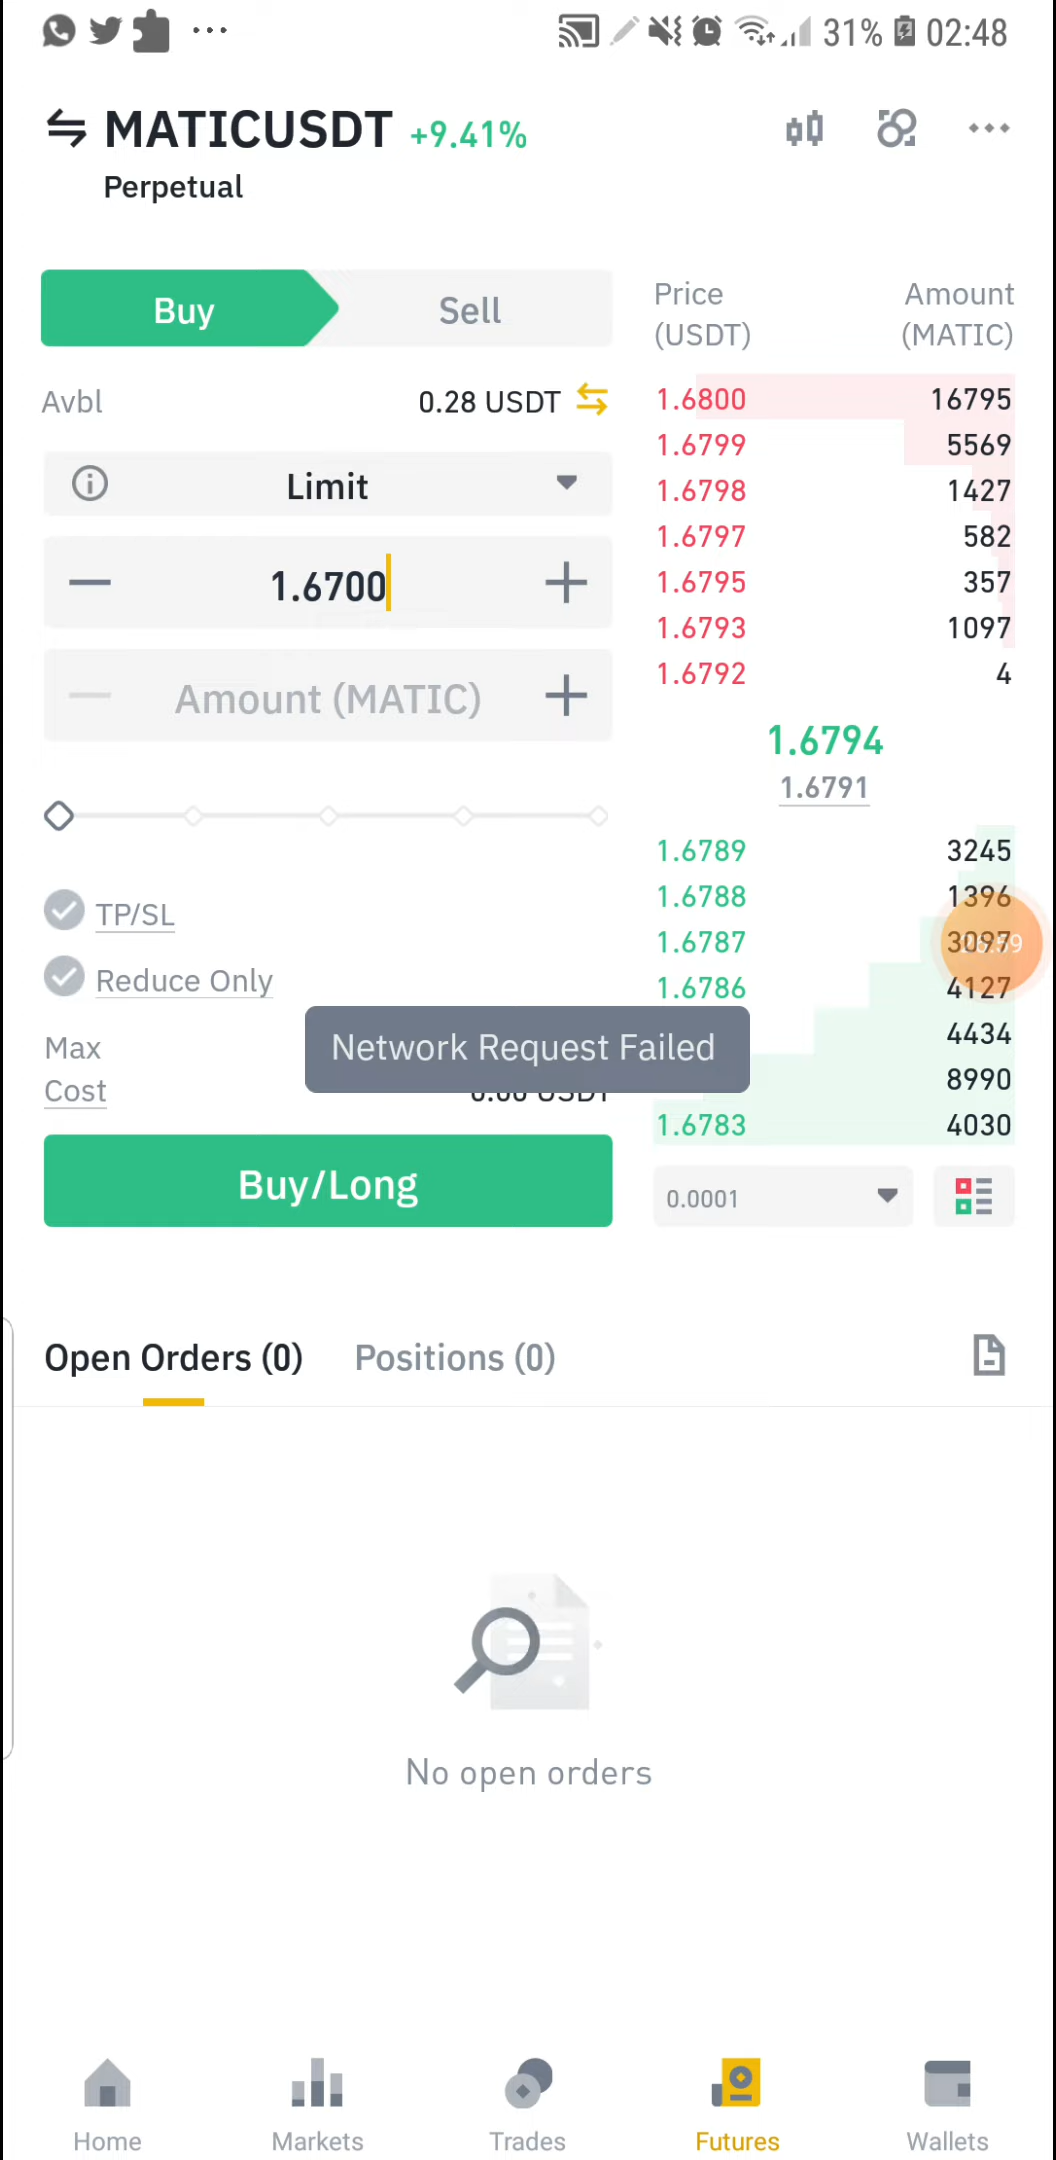 31% 02:48
MATICUSDT +9.41%
Perpetual
Buy Sell
Avbl 0.28 USDT
Limit
1.6700
Amount (MATIC)
TP/SL
Reduce Only
Max
Cost 0.00 USDT
Network Request Failed
Buy/Long
Price Amount
(USDT) (MATIC)
1.6800 16795
1.6799 5569
1.6798 1427
1.6797 582
1.6795 357
1.6793 1097
1.6792 4
1.6794
1.6791
1.6789 3245
1.6788 1396
1.6787 3097
1.6786 4127
4434
8990
1.6783 4030
0.0001
Open Orders (0) Positions (0)
No open orders
Home Markets Trades Futures Wallets